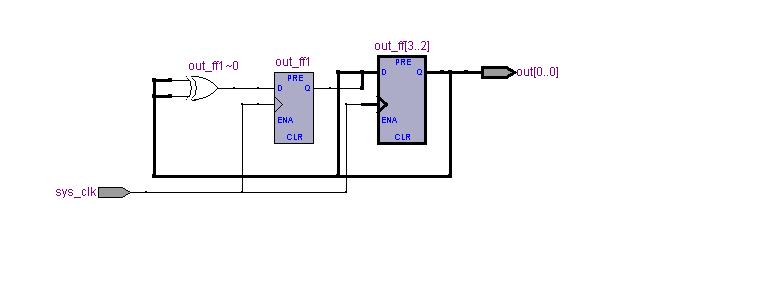 out_ff[3..2]
out_ff1~0
out_ff1
PRE
D Q
ENA
CLR
PRE
D Q
ENA
CLR
out[0..0]
sys_clk